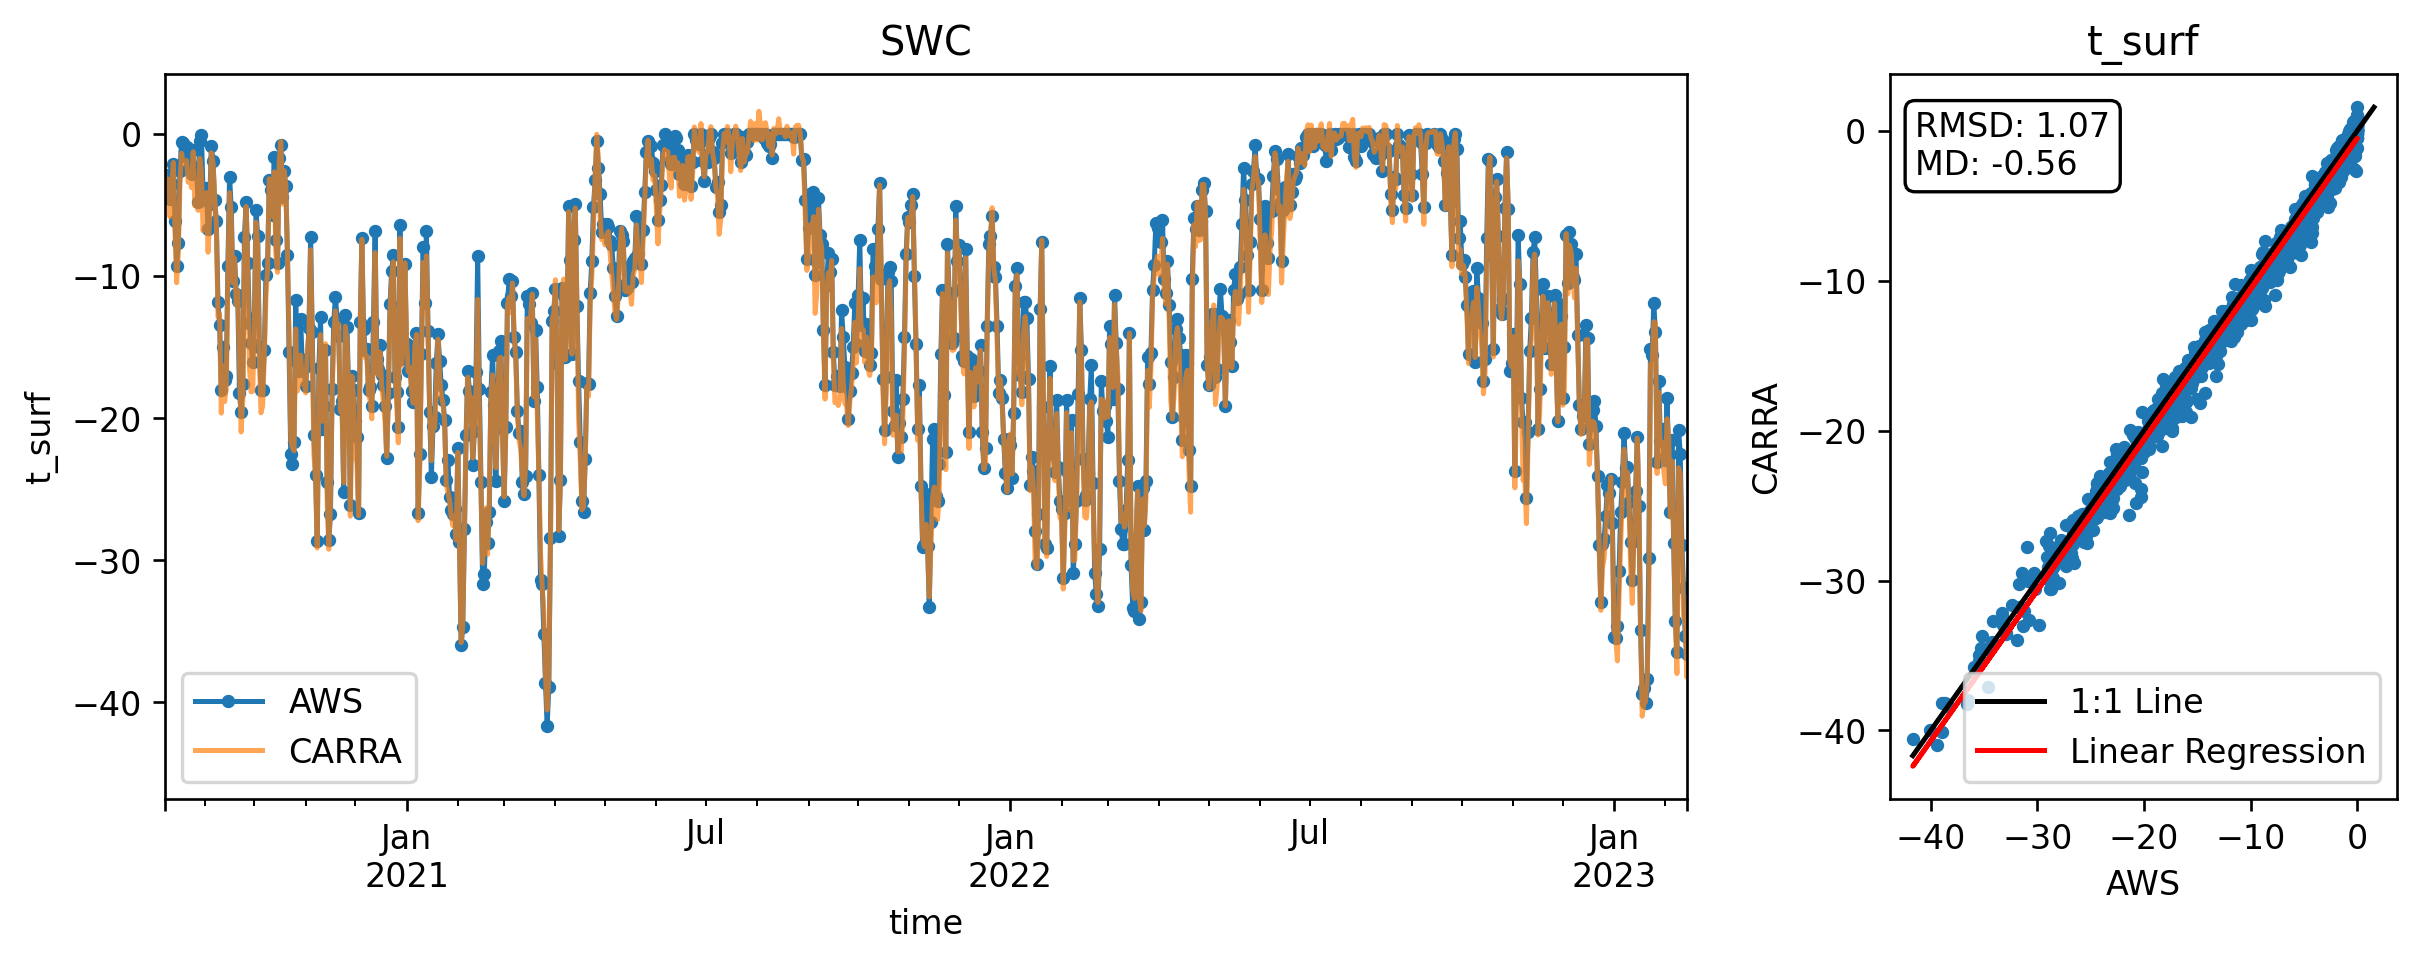 SWC
t_surf
0
−10
−20
−30
−40
AWS
CARRA
Jan
2021
Jul
Jan
2022
Jul
Jan
2023
time
t_surf
RMSD: 1.07
MD: -0.56
CARRA
0
−10
−20
−30
−40
1:1 Line
Linear Regression
−40 −30 −20 −10 0
AWS